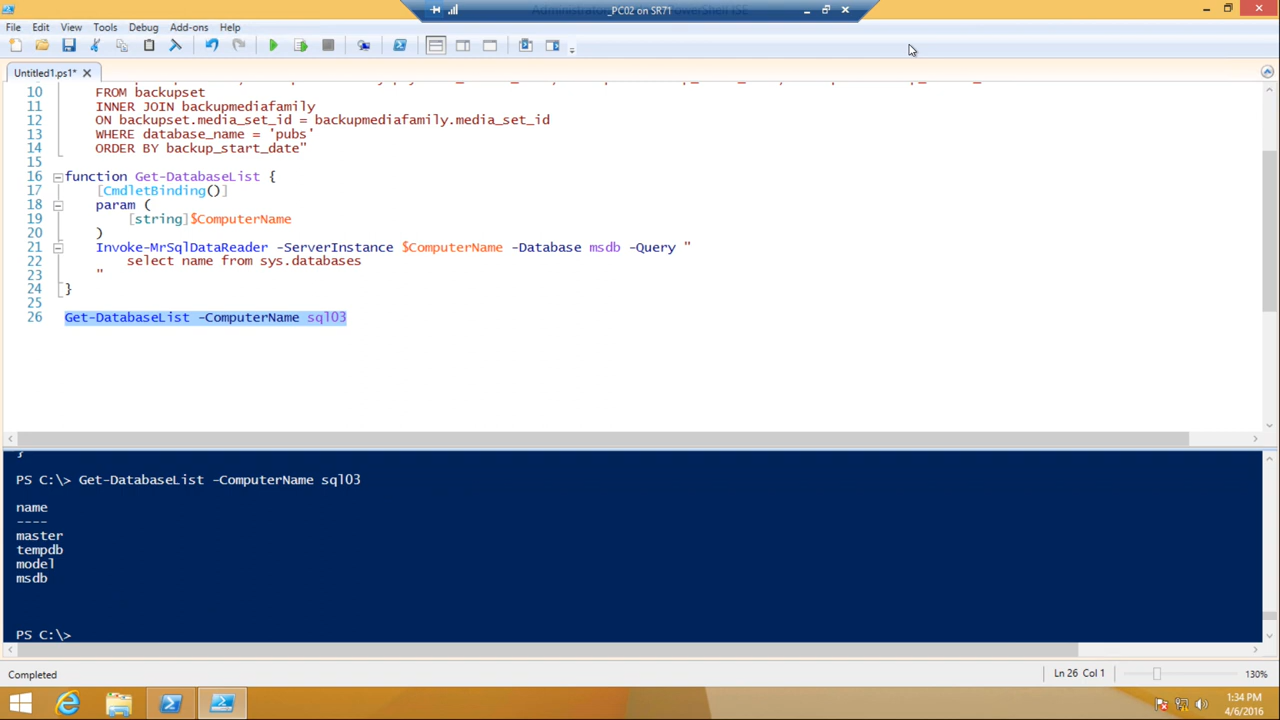 _PC02 on SR71
File Edit View Tools Debug Add-ons Help
Untitled1.ps1*
10 FROM backupset
11 INNER JOIN backupmediafamily
12 ON backupset.media_set_id = backupmediafamily.media_set_id
13 WHERE database_name = 'pubs'
14 ORDER BY backup_start_date"
15
16 function Get-DatabaseList {
17 [CmdletBinding()]
18 param (
19 [string]$ComputerName
20 )
21 Invoke-MrSqlDataReader -ServerInstance $ComputerName -Database msdb -Query "
22 select name from sys.databases
23 "
24 }
25
26 Get-DatabaseList -ComputerName sql03
}
PS C:\> Get-DatabaseList -ComputerName sql03
name
----
master
tempdb
model
msdb
PS C:\>
Completed
Ln 26 Col 1
130%
1:34 PM
4/6/2016